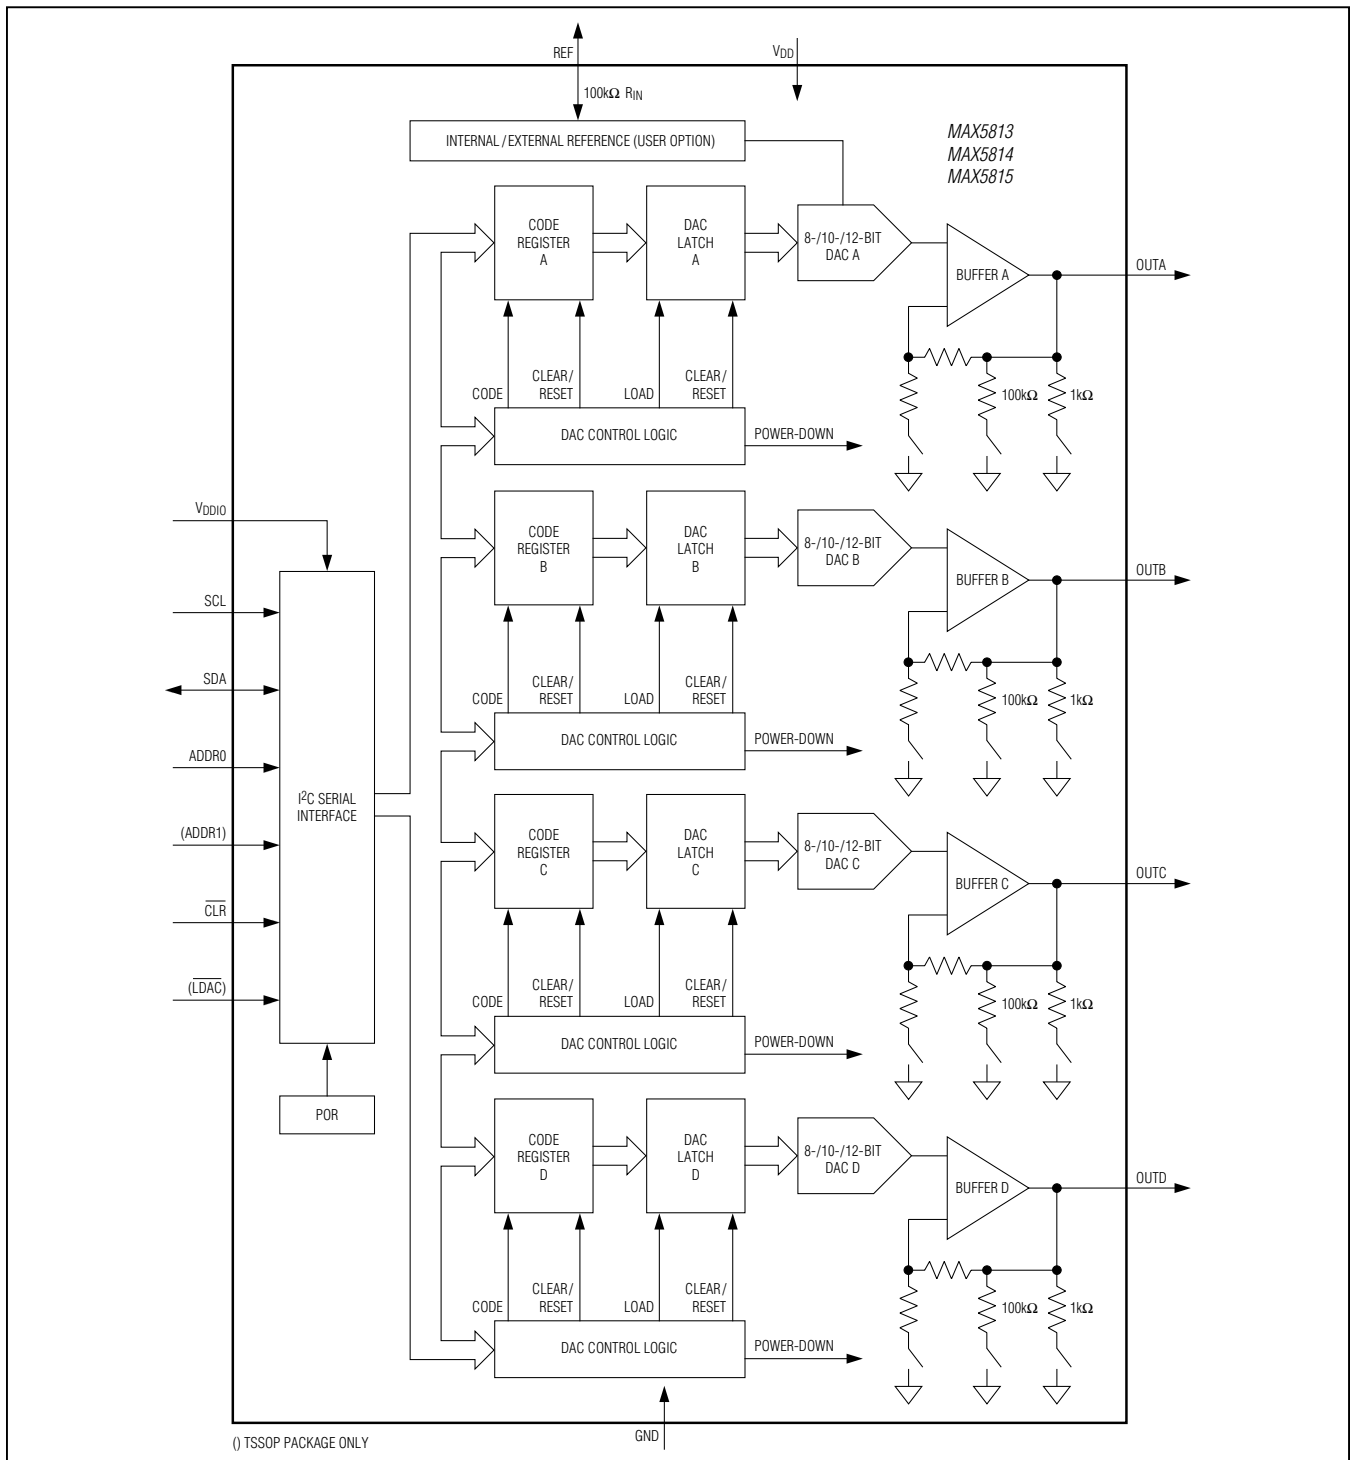 REF
VDD
100kΩ RIN
INTERNAL/EXTERNAL REFERENCE (USER OPTION)
MAX5813
MAX5814
MAX5815
CODE
REGISTER
A
DAC
LATCH
A
8-/10-/12-BIT
DAC A
BUFFER A
OUTA
CODE
CLEAR/
RESET
LOAD
CLEAR/
RESET
100kΩ
1kΩ
DAC CONTROL LOGIC
POWER-DOWN
VDDIO
SCL
SDA
ADDR0
(ADDR1)
CLR
(LDAC)
I2C SERIAL
INTERFACE
POR
CODE
REGISTER
B
DAC
LATCH
B
8-/10-/12-BIT
DAC B
BUFFER B
OUTB
CODE
CLEAR/
RESET
LOAD
CLEAR/
RESET
100kΩ
1kΩ
DAC CONTROL LOGIC
POWER-DOWN
CODE
REGISTER
C
DAC
LATCH
C
8-/10-/12-BIT
DAC C
BUFFER C
OUTC
CODE
CLEAR/
RESET
LOAD
CLEAR/
RESET
100kΩ
1kΩ
DAC CONTROL LOGIC
POWER-DOWN
CODE
REGISTER
D
DAC
LATCH
D
8-/10-/12-BIT
DAC D
BUFFER D
OUTD
CODE
CLEAR/
RESET
LOAD
CLEAR/
RESET
100kΩ
1kΩ
DAC CONTROL LOGIC
POWER-DOWN
GND
() TSSOP PACKAGE ONLY